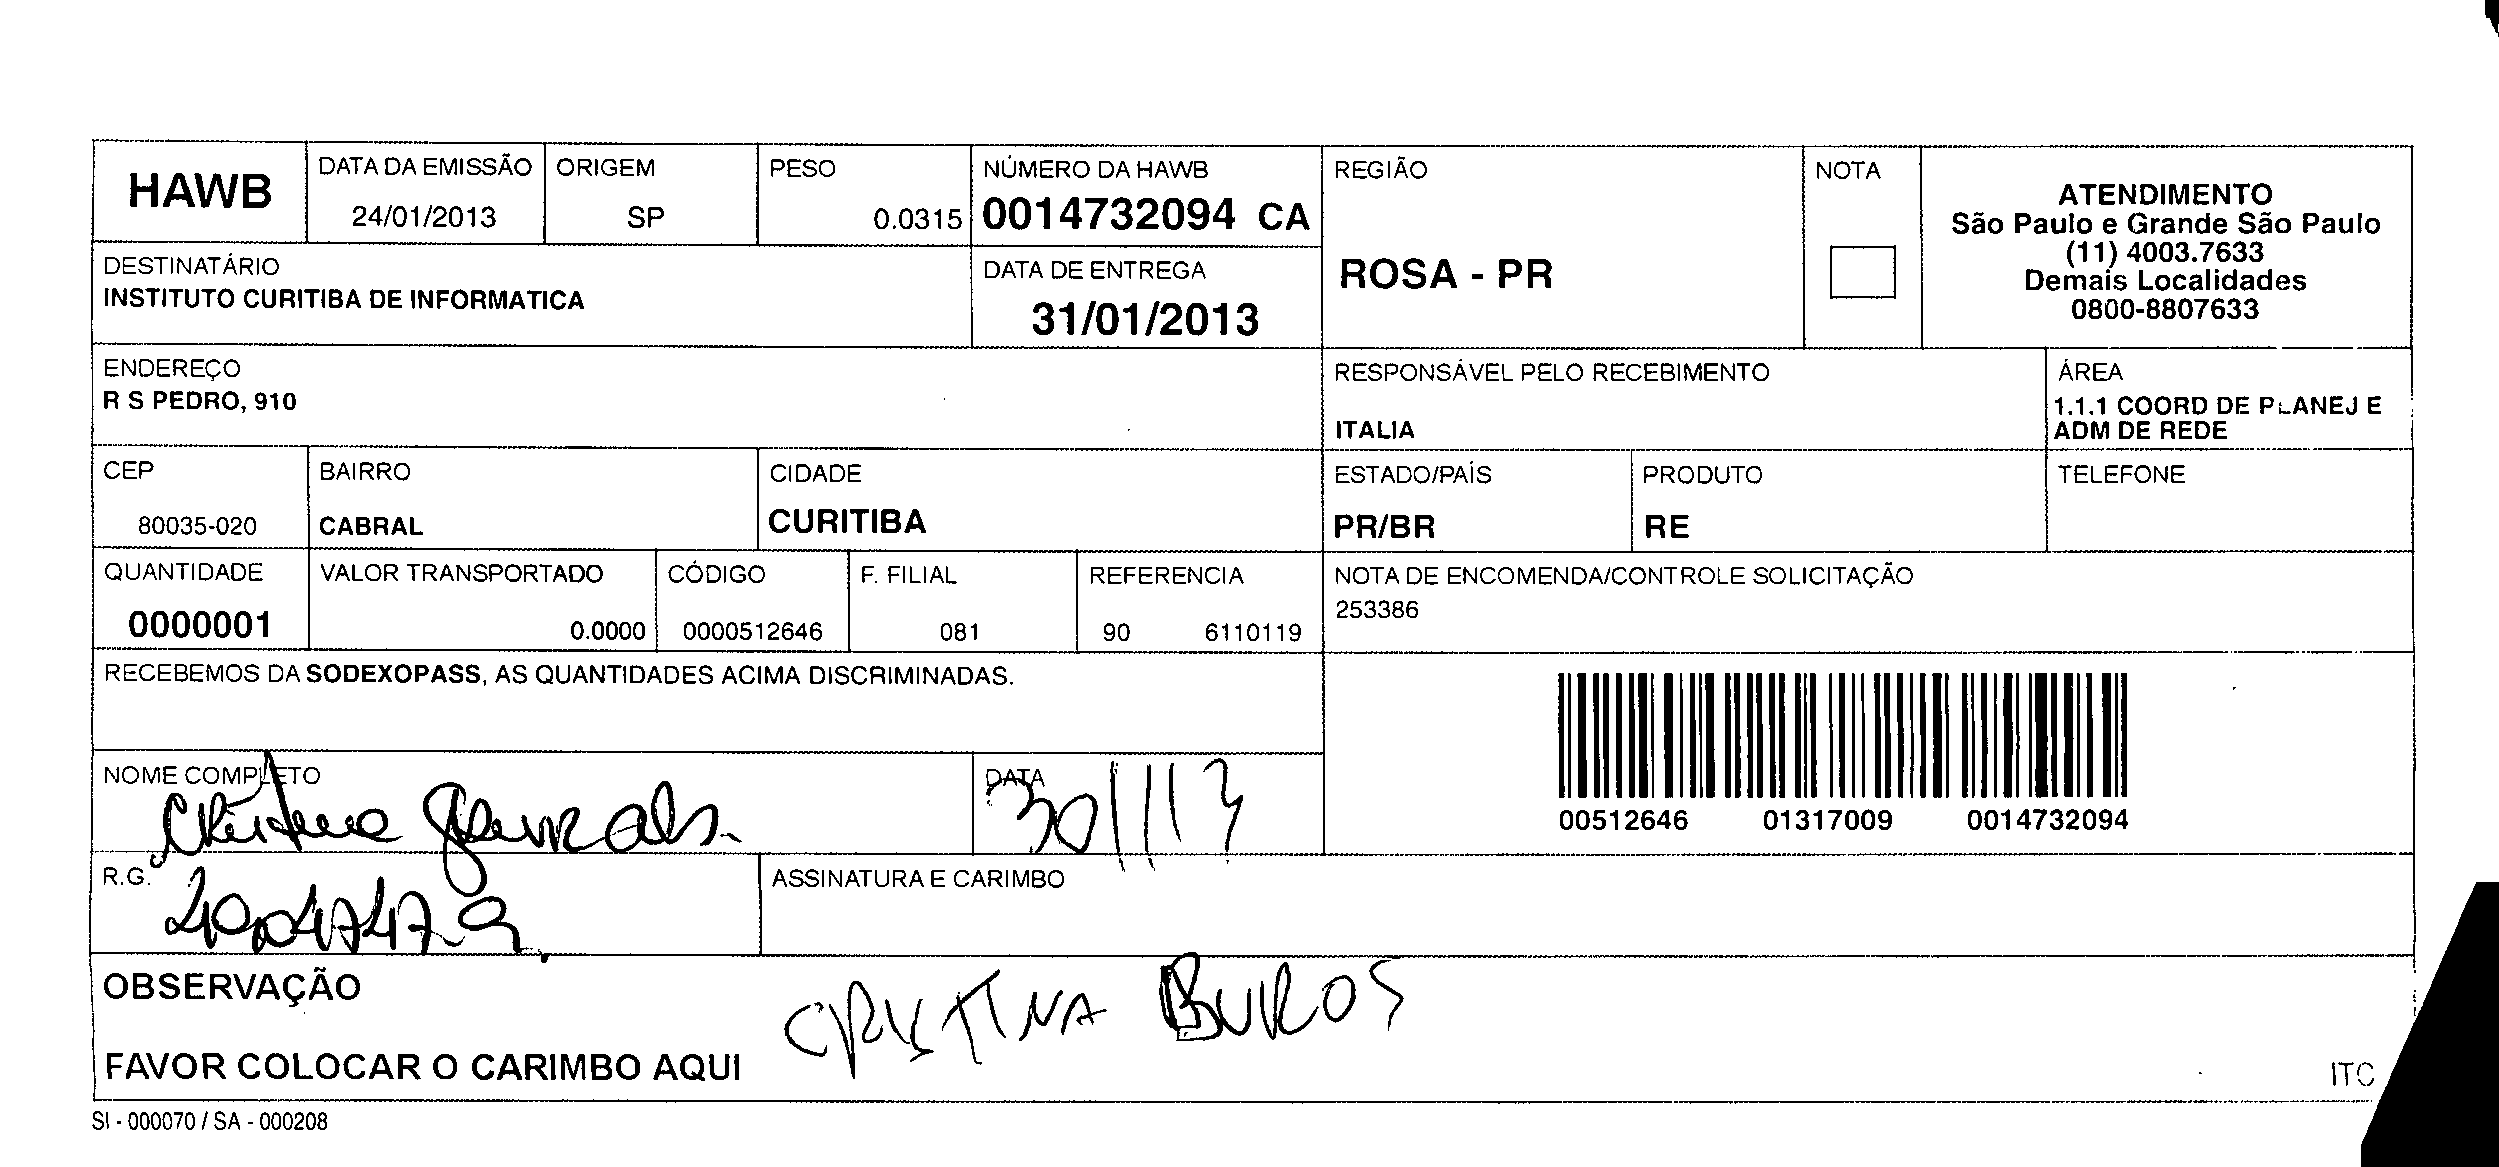 HAWB
DATA DA EMISSÃO
24/01/2013
ORIGEM
SP
PESO
0.0315
NÚMERO DA HAWB
0014732094 CA
REGIÃO
ROSA - PR
NOTA
ATENDIMENTO
São Paulo e Grande São Paulo
(11) 4003.7633
Demais Localidades
0800-8807633
DESTINATÁRIO
INSTITUTO CURITIBA DE INFORMATICA
DATA DE ENTREGA
31/01/2013
ENDEREÇO
R S PEDRO, 910
RESPONSÁVEL PELO RECEBIMENTO
ITALIA
ÁREA
1.1.1 COORD DE PLANEJ E
ADM DE REDE
CEP
80035-020
BAIRRO
CABRAL
CIDADE
CURITIBA
ESTADO/PAÍS
PR/BR
PRODUTO
RE
TELEFONE
QUANTIDADE
0000001
VALOR TRANSPORTADO
0.0000
CÓDIGO
0000512646
F. FILIAL
081
REFERENCIA
90 6110119
NOTA DE ENCOMENDA/CONTROLE SOLICITAÇÃO
253386
RECEBEMOS DA SODEXOPASS, AS QUANTIDADES ACIMA DISCRIMINADAS.
00512646 01317009 0014732094
NOME COMPLETO
DATA
30/1/13
R.G.
ASSINATURA E CARIMBO
OBSERVAÇÃO
CRISTINA
FAVOR COLOCAR O CARIMBO AQUI
ITC
SI - 000070 / SA - 000208